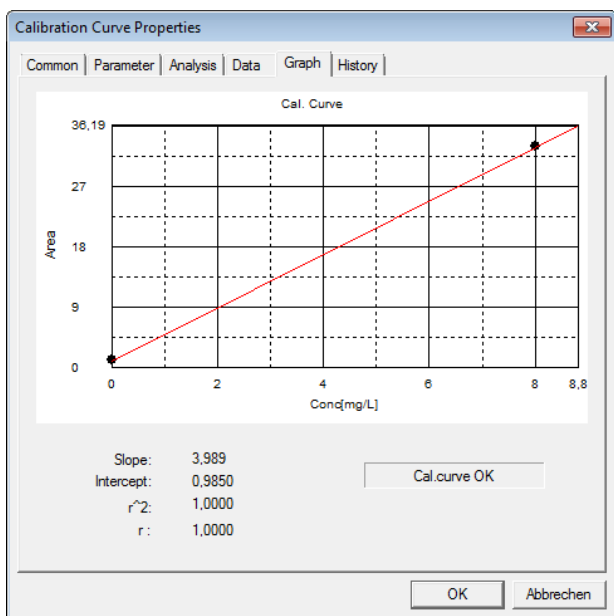 Calibration Curve Properties
Common Parameter Analysis Data Graph History
Cal. Curve
36,19
27
18
9
0
Area
0 2 4 6 8 8,8
Conc[mg/L]
Slope: 3,989
Intercept: 0,9850
r^2: 1,0000
r : 1,0000
Cal.curve OK
OK Abbrechen